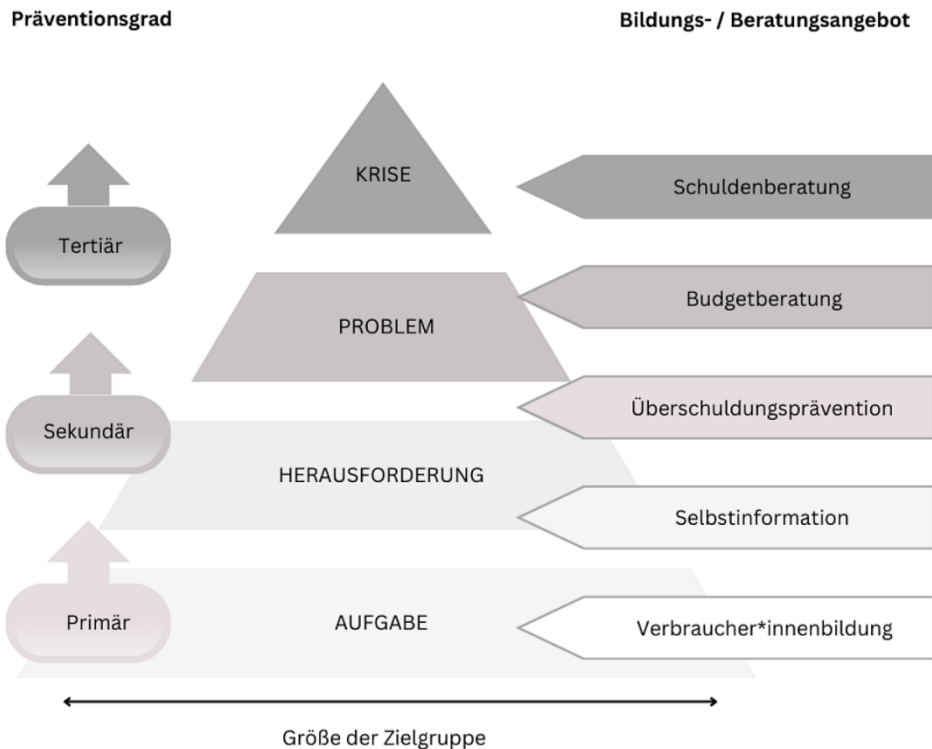 Präventionsgrad
Bildungs- / Beratungsangebot
KRISE
Schuldenberatung
Tertiär
Budgetberatung
PROBLEM
Überschuldungsprävention
Sekundär
HERAUSFORDERUNG
Selbstinformation
Primär
AUFGABE
Verbraucher*innenbildung
Größe der Zielgruppe